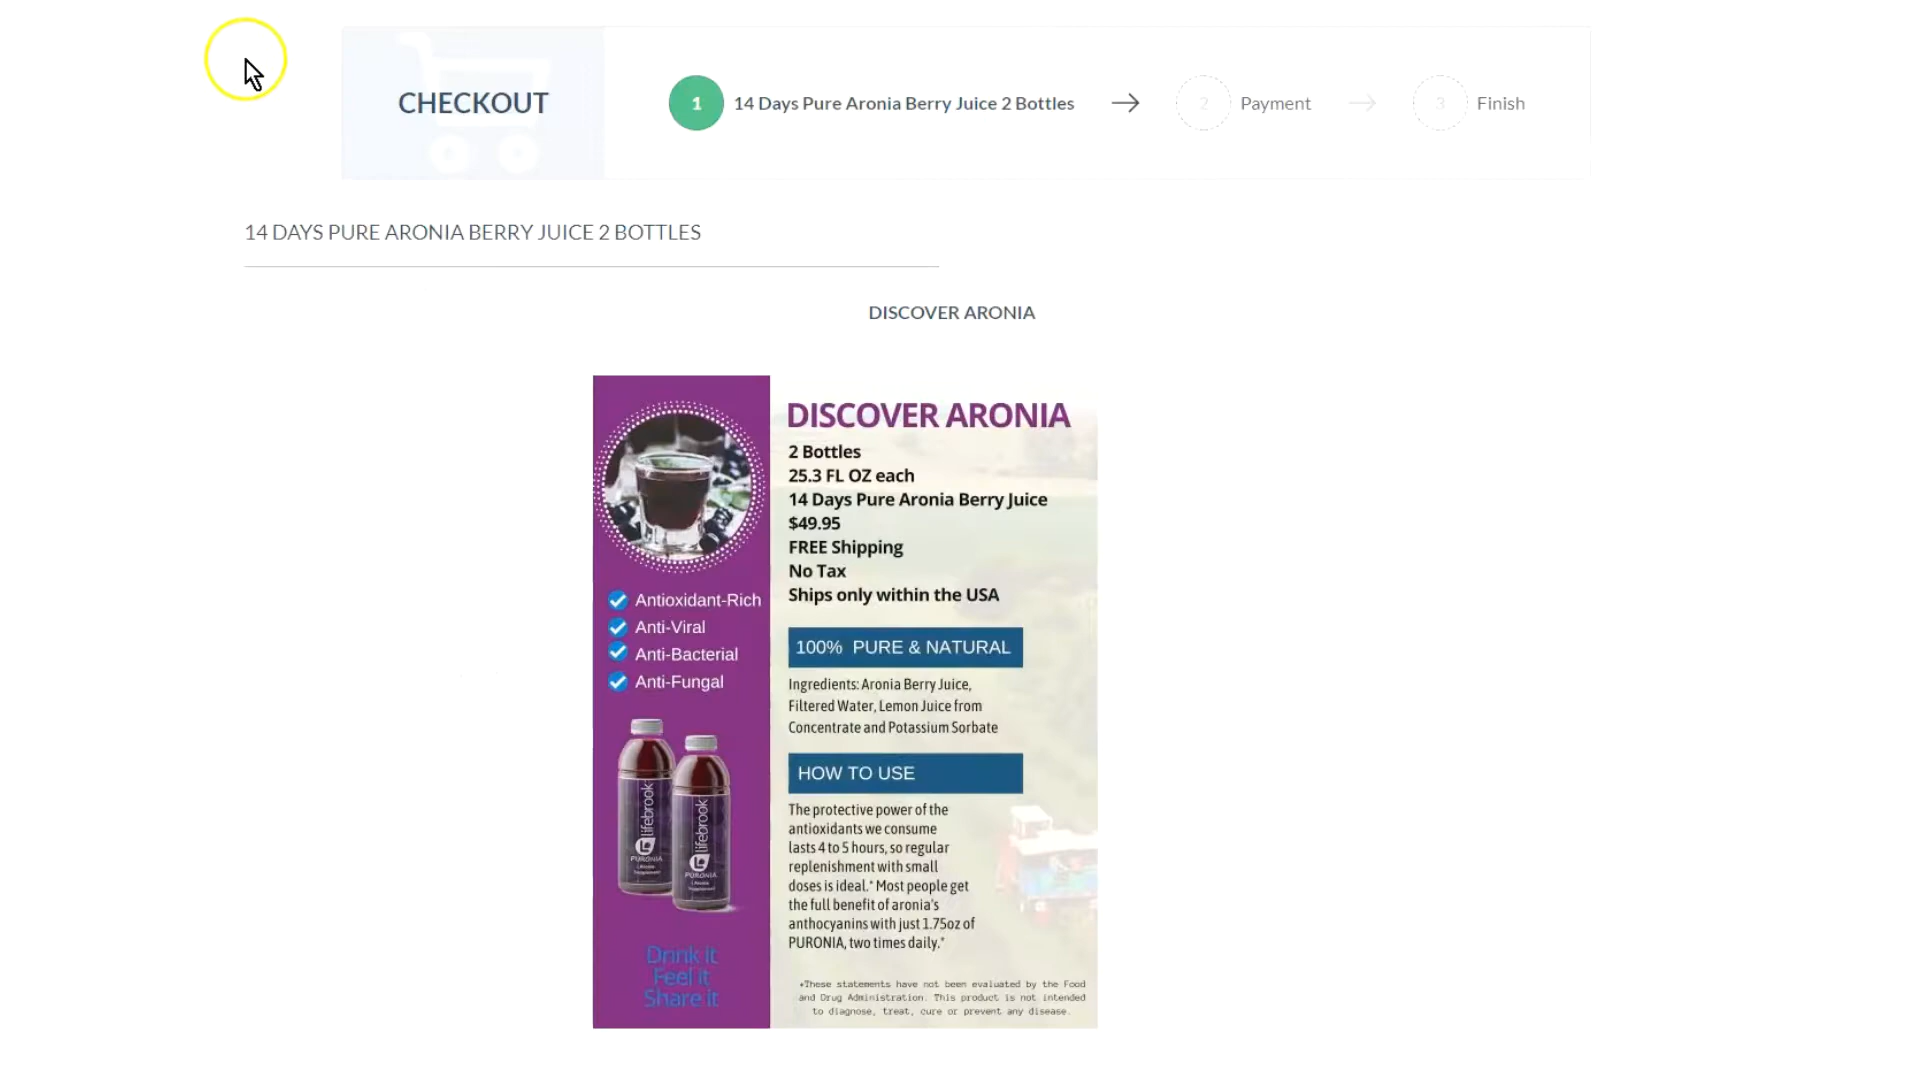 CHECKOUT
1 14 Days Pure Aronia Berry Juice 2 Bottles
2 Payment
3 Finish
14 DAYS PURE ARONIA BERRY JUICE 2 BOTTLES
DISCOVER ARONIA
Antioxidant-Rich
Anti-Viral
Anti-Bacterial
Anti-Fungal
lifebrook
PURONIA
lifebrook
PURONIA
Drink it
Feel it
Share it
DISCOVER ARONIA
2 Bottles
25.3 FL OZ each
14 Days Pure Aronia Berry Juice
$49.95
FREE Shipping
No Tax
Ships only within the USA
100% PURE & NATURAL
Ingredients: Aronia Berry Juice,
Filtered Water, Lemon Juice from
Concentrate and Potassium Sorbate
HOW TO USE
The protective power of the
antioxidants we consume
lasts 4 to 5 hours, so regular
replenishment with small
doses is ideal.* Most people get
the full benefit of aronia's
anthocyanins with just 1.75oz of
PURONIA, two times daily.*
*These statements have not been evaluated by the Food
and Drug Administration. This product is not intended
to diagnose, treat, cure or prevent any disease.